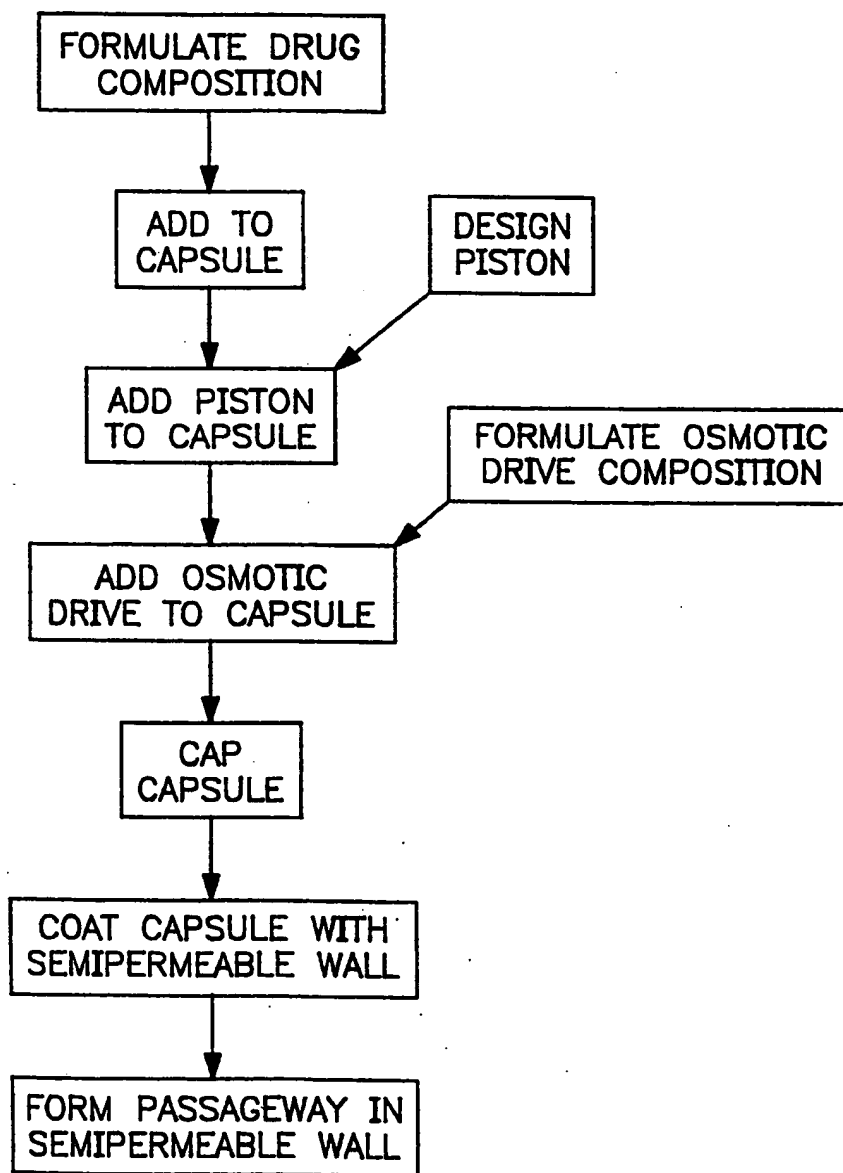 FORMULATE DRUG
COMPOSITION
ADD TO
CAPSULE
DESIGN
PISTON
ADD PISTON
TO CAPSULE
FORMULATE OSMOTIC
DRIVE COMPOSITION
ADD OSMOTIC
DRIVE TO CAPSULE
CAP
CAPSULE
COAT CAPSULE WITH
SEMIPERMEABLE WALL
FORM PASSAGEWAY IN
SEMIPERMEABLE WALL